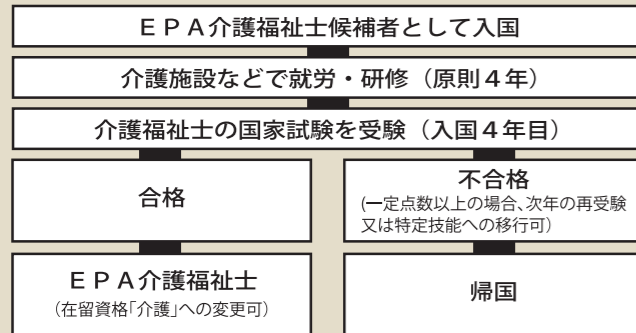 ＥＰＡ介護福祉士候補者として入国
介護施設などで就労・研修（原則４年）
介護福祉士の国家試験を受験（入国４年目）
合格
不合格
(一定点数以上の場合、次年の再受験
又は特定技能への移行可）
ＥＰＡ介護福祉士
（在留資格「介護」への変更可）
帰国